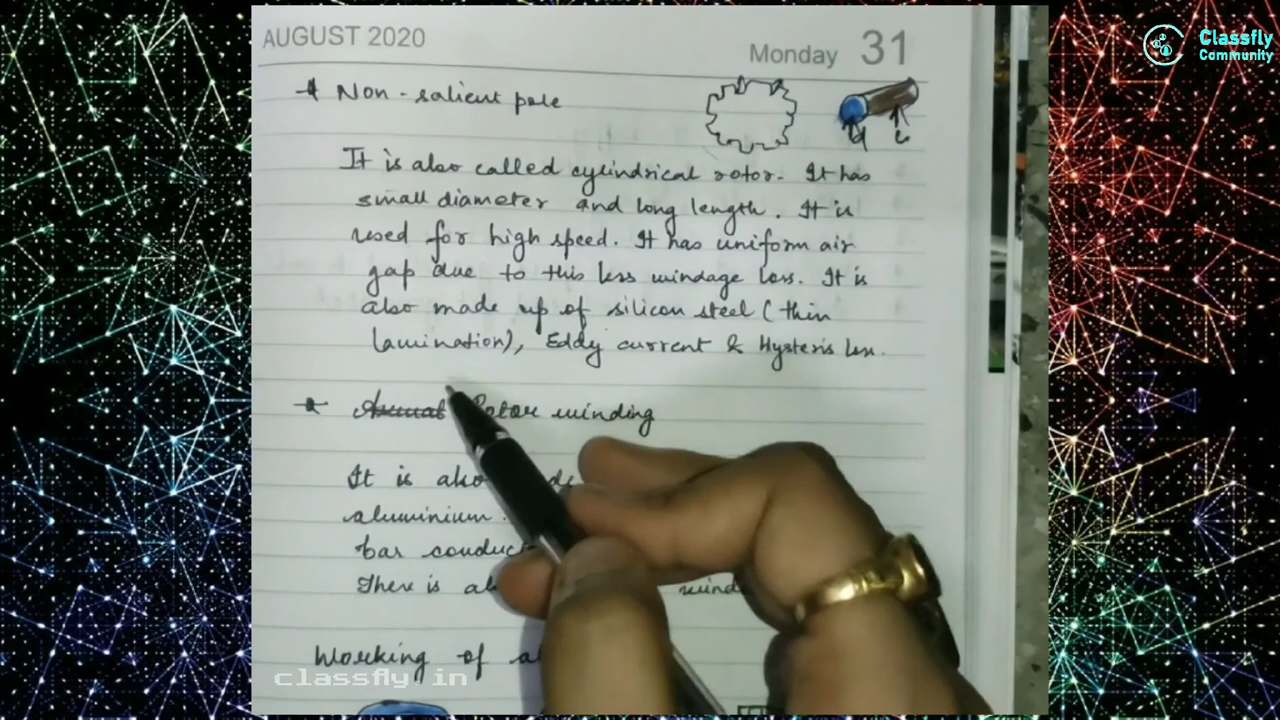 Classfly
Community
AUGUST 2020
Monday 31
Non-salient pole
d
It is also called cylindrical rotor. It has
small diameter and long length. It is
used for high speed. It has uniform air
gap due to this less windage loss. It is
also made up of silicon steel (thin
lamination), Eddy current & Hysteris
Rotor winding
It is also
aluminium
bar
There is
Working of
classfly.in